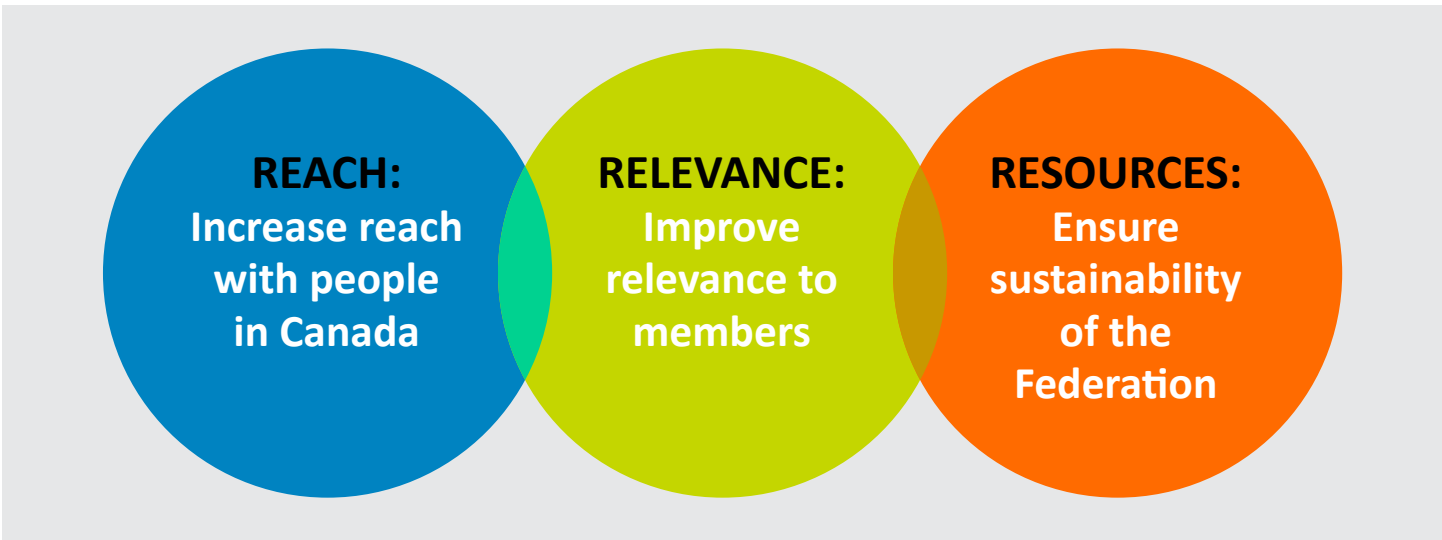 REACH:
Increase reach
with people
in Canada
RELEVANCE:
Improve
relevance to
members
RESOURCES:
Ensure
sustainability
of the
Federation